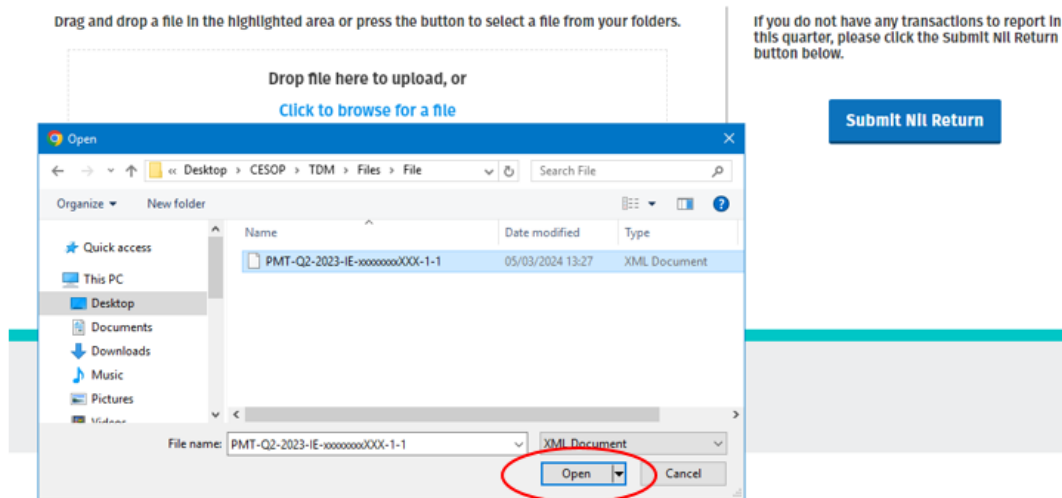 Drag and drop a file in the highlighted area or press the button to select a file from your folders.
If you do not have any transactions to report in
this quarter, please click the Submit Nil Return
button below.
Drop file here to upload, or
Click to browse for a file
Submit Nil Return
Open
« Desktop > CESOP > TDM > Files > File
Search File
Organize
New folder
Name
Date modified
Type
Quick access
PMT-Q2-2023-IE-xxxxxxxxXXX-1-1
05/03/2024 13:27
XML Document
This PC
Desktop
Documents
Downloads
Music
Pictures
Videos
File name:
PMT-Q2-2023-IE-xxxxxxxxXXX-1-1
XML Document
Open
Cancel